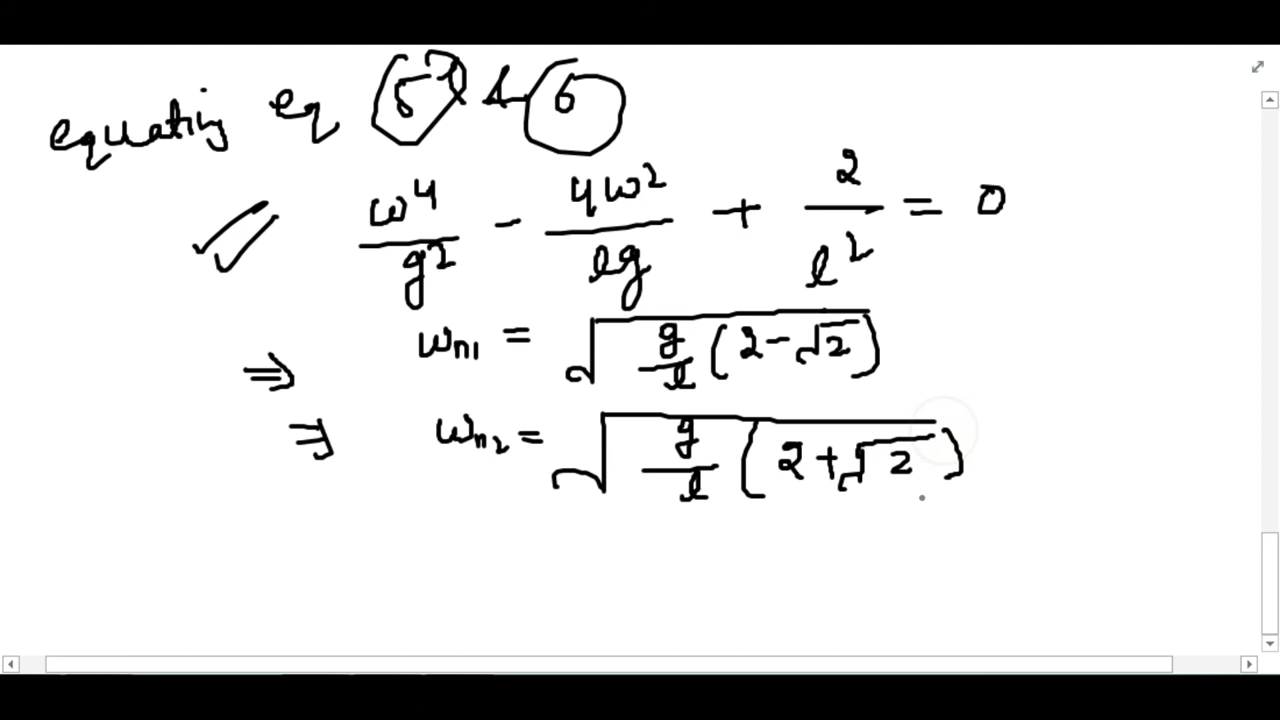 equating eq 5 & 6
ω⁴/g² - 4ω²/lg + 2/l² = 0
⇒ ωn1 = √(g/l (2-√2))
⇒ ωn2 = √(g/l (2+√2))